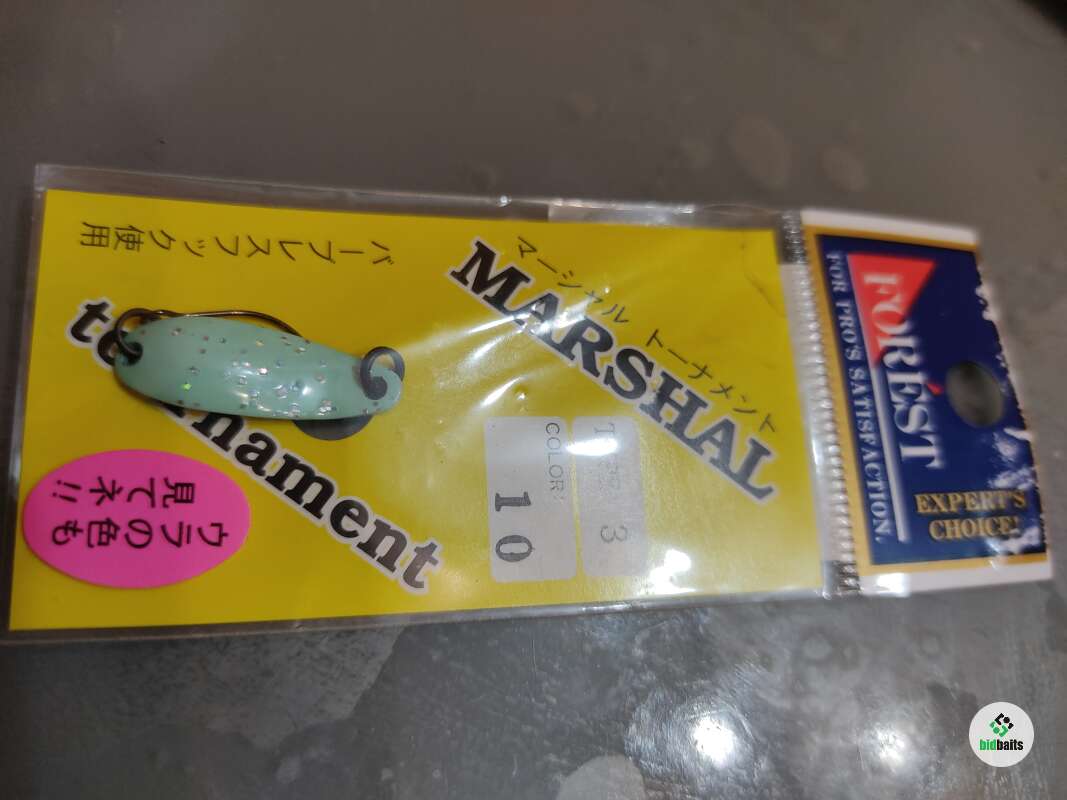 FOREST
FOR PRO'S SATISFACTION.
EXPERT'S
CHOICE!
マーシャル トーナメント
MARSHAL
3
COLOR:
10
tournament
バーブレスフック使用
ウラの色も
見てネ!!
bidbaits